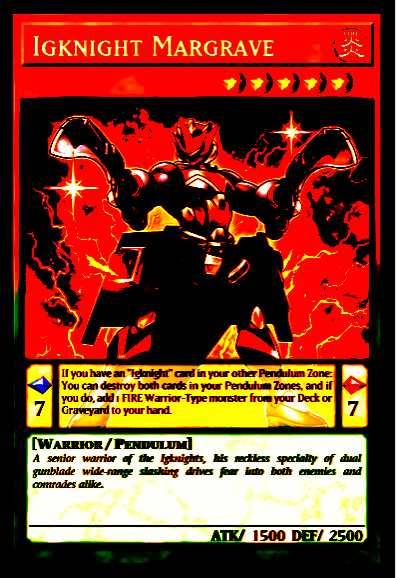 IGKNIGHT MARGRAVE
炎
If you have an "Igknight" card in your other Pendulum Zone:
You can destroy both cards in your Pendulum Zones, and if
you do, add 1 FIRE Warrior-Type monster from your Deck or
Graveyard to your hand.
7
7
[WARRIOR/PENDULUM]
A senior warrior of the Igknights, his reckless specialty of dual
gunblade wide-range slashing drives fear into both enemies and
comrades alike.
ATK/ 1500 DEF/ 2500